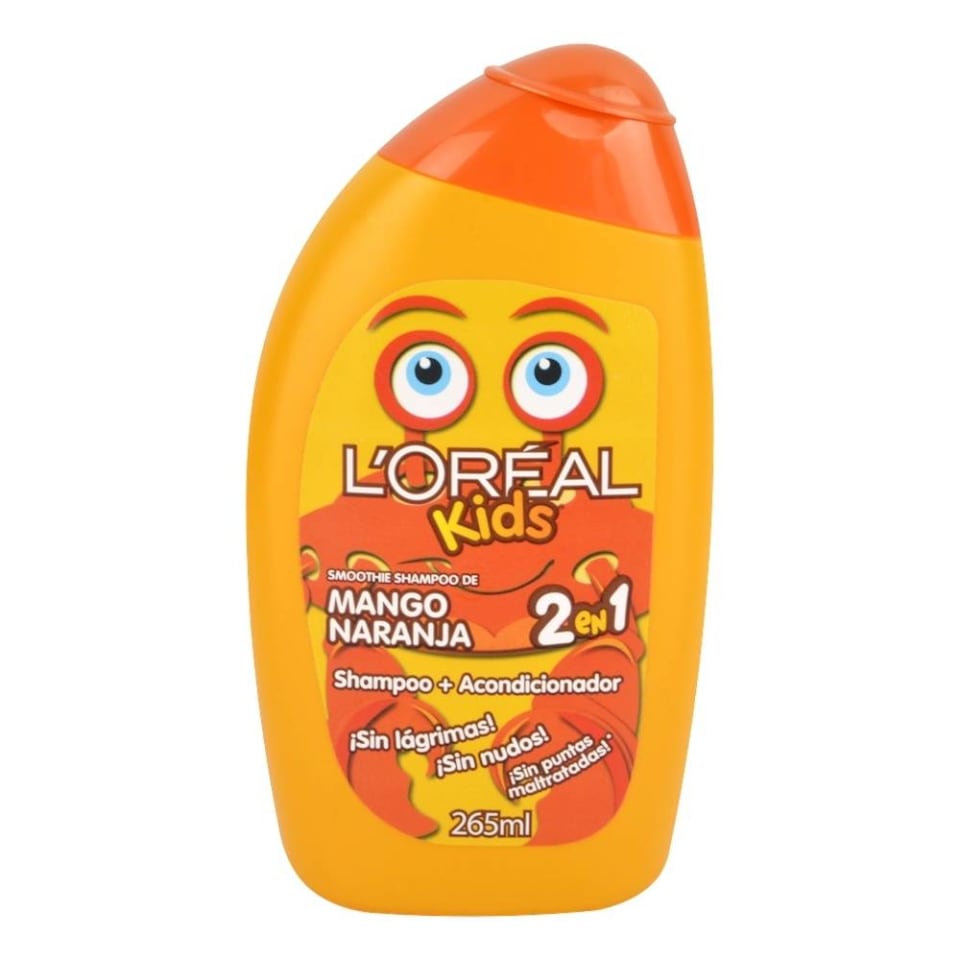 L'ORÉAL
Kids
SMOOTHIE SHAMPOO DE
MANGO
NARANJA
2 en 1
Shampoo + Acondicionador
¡Sin lágrimas!
¡Sin nudos!
¡Sin puntas
maltratadas!*
265ml